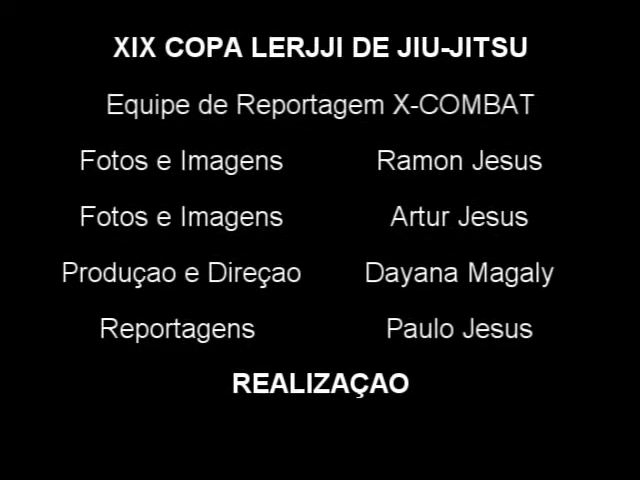 XIX COPA LERJJI DE JIU-JITSU
Equipe de Reportagem X-COMBAT
Fotos e Imagens Ramon Jesus
Fotos e Imagens Artur Jesus
Produçao e Direçao Dayana Magaly
Reportagens Paulo Jesus
REALIZAÇAO